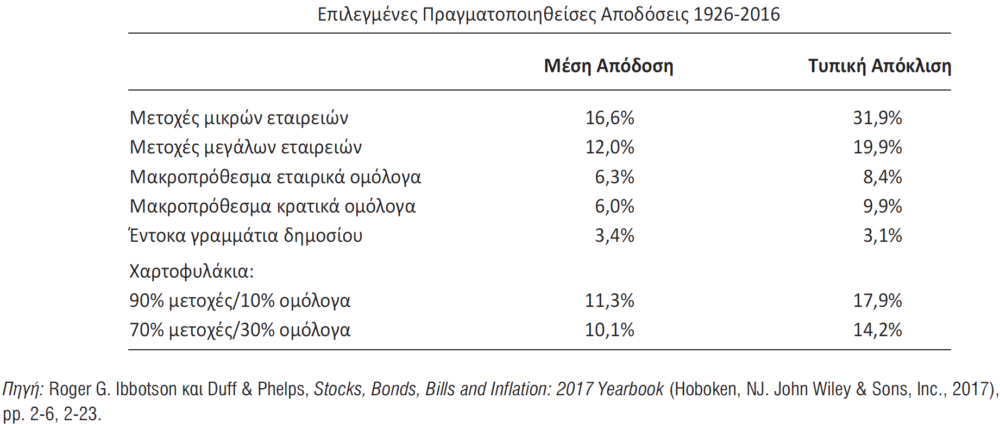 Επιλεγμένες Πραγματοποιηθείσες Αποδόσεις 1926-2016
Μέση Απόδοση Τυπική Απόκλιση
Μετοχές μικρών εταιρειών 16,6% 31,9%
Μετοχές μεγάλων εταιρειών 12,0% 19,9%
Μακροπρόθεσμα εταιρικά ομόλογα 6,3% 8,4%
Μακροπρόθεσμα κρατικά ομόλογα 6,0% 9,9%
Έντοκα γραμμάτια δημοσίου 3,4% 3,1%
Χαρτοφυλάκια:
90% μετοχές/10% ομόλογα 11,3% 17,9%
70% μετοχές/30% ομόλογα 10,1% 14,2%
Πηγή: Roger G. Ibbotson και Duff & Phelps, Stocks, Bonds, Bills and Inflation: 2017 Yearbook (Hoboken, NJ. John Wiley & Sons, Inc., 2017),
pp. 2-6, 2-23.